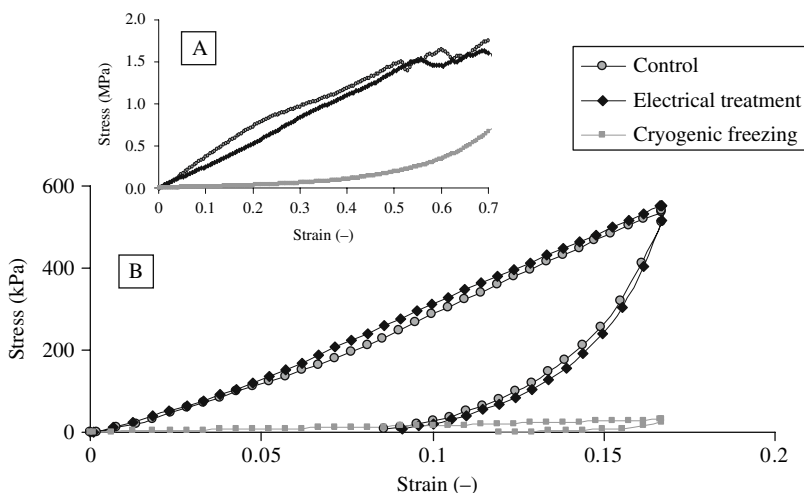 A
2.0
1.5
1.0
0.5
0.0
Stress (MPa)
0 0.1 0.2 0.3 0.4 0.5 0.6 0.7
Strain (–)
Control
Electrical treatment
Cryogenic freezing
B
600
400
200
0
Stress (kPa)
0 0.05 0.1 0.15 0.2
Strain (–)